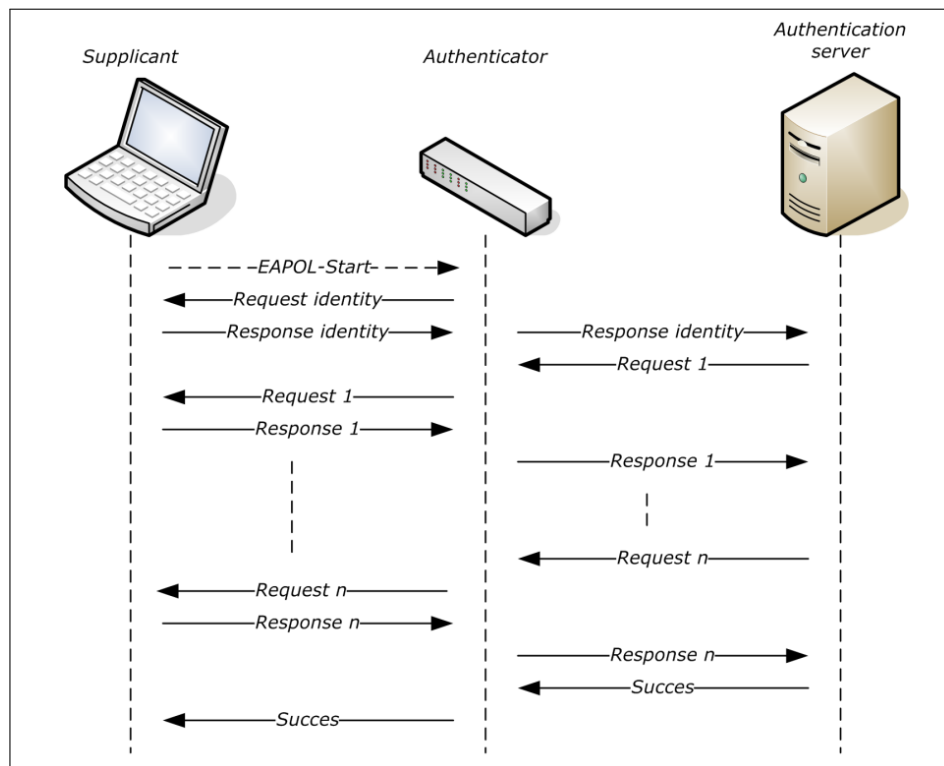 Supplicant
Authenticator
Authentication
server
EAPOL-Start
Request identity
Response identity
Response identity
Request 1
Request 1
Response 1
Response 1
Request n
Request n
Response n
Response n
Succes
Succes